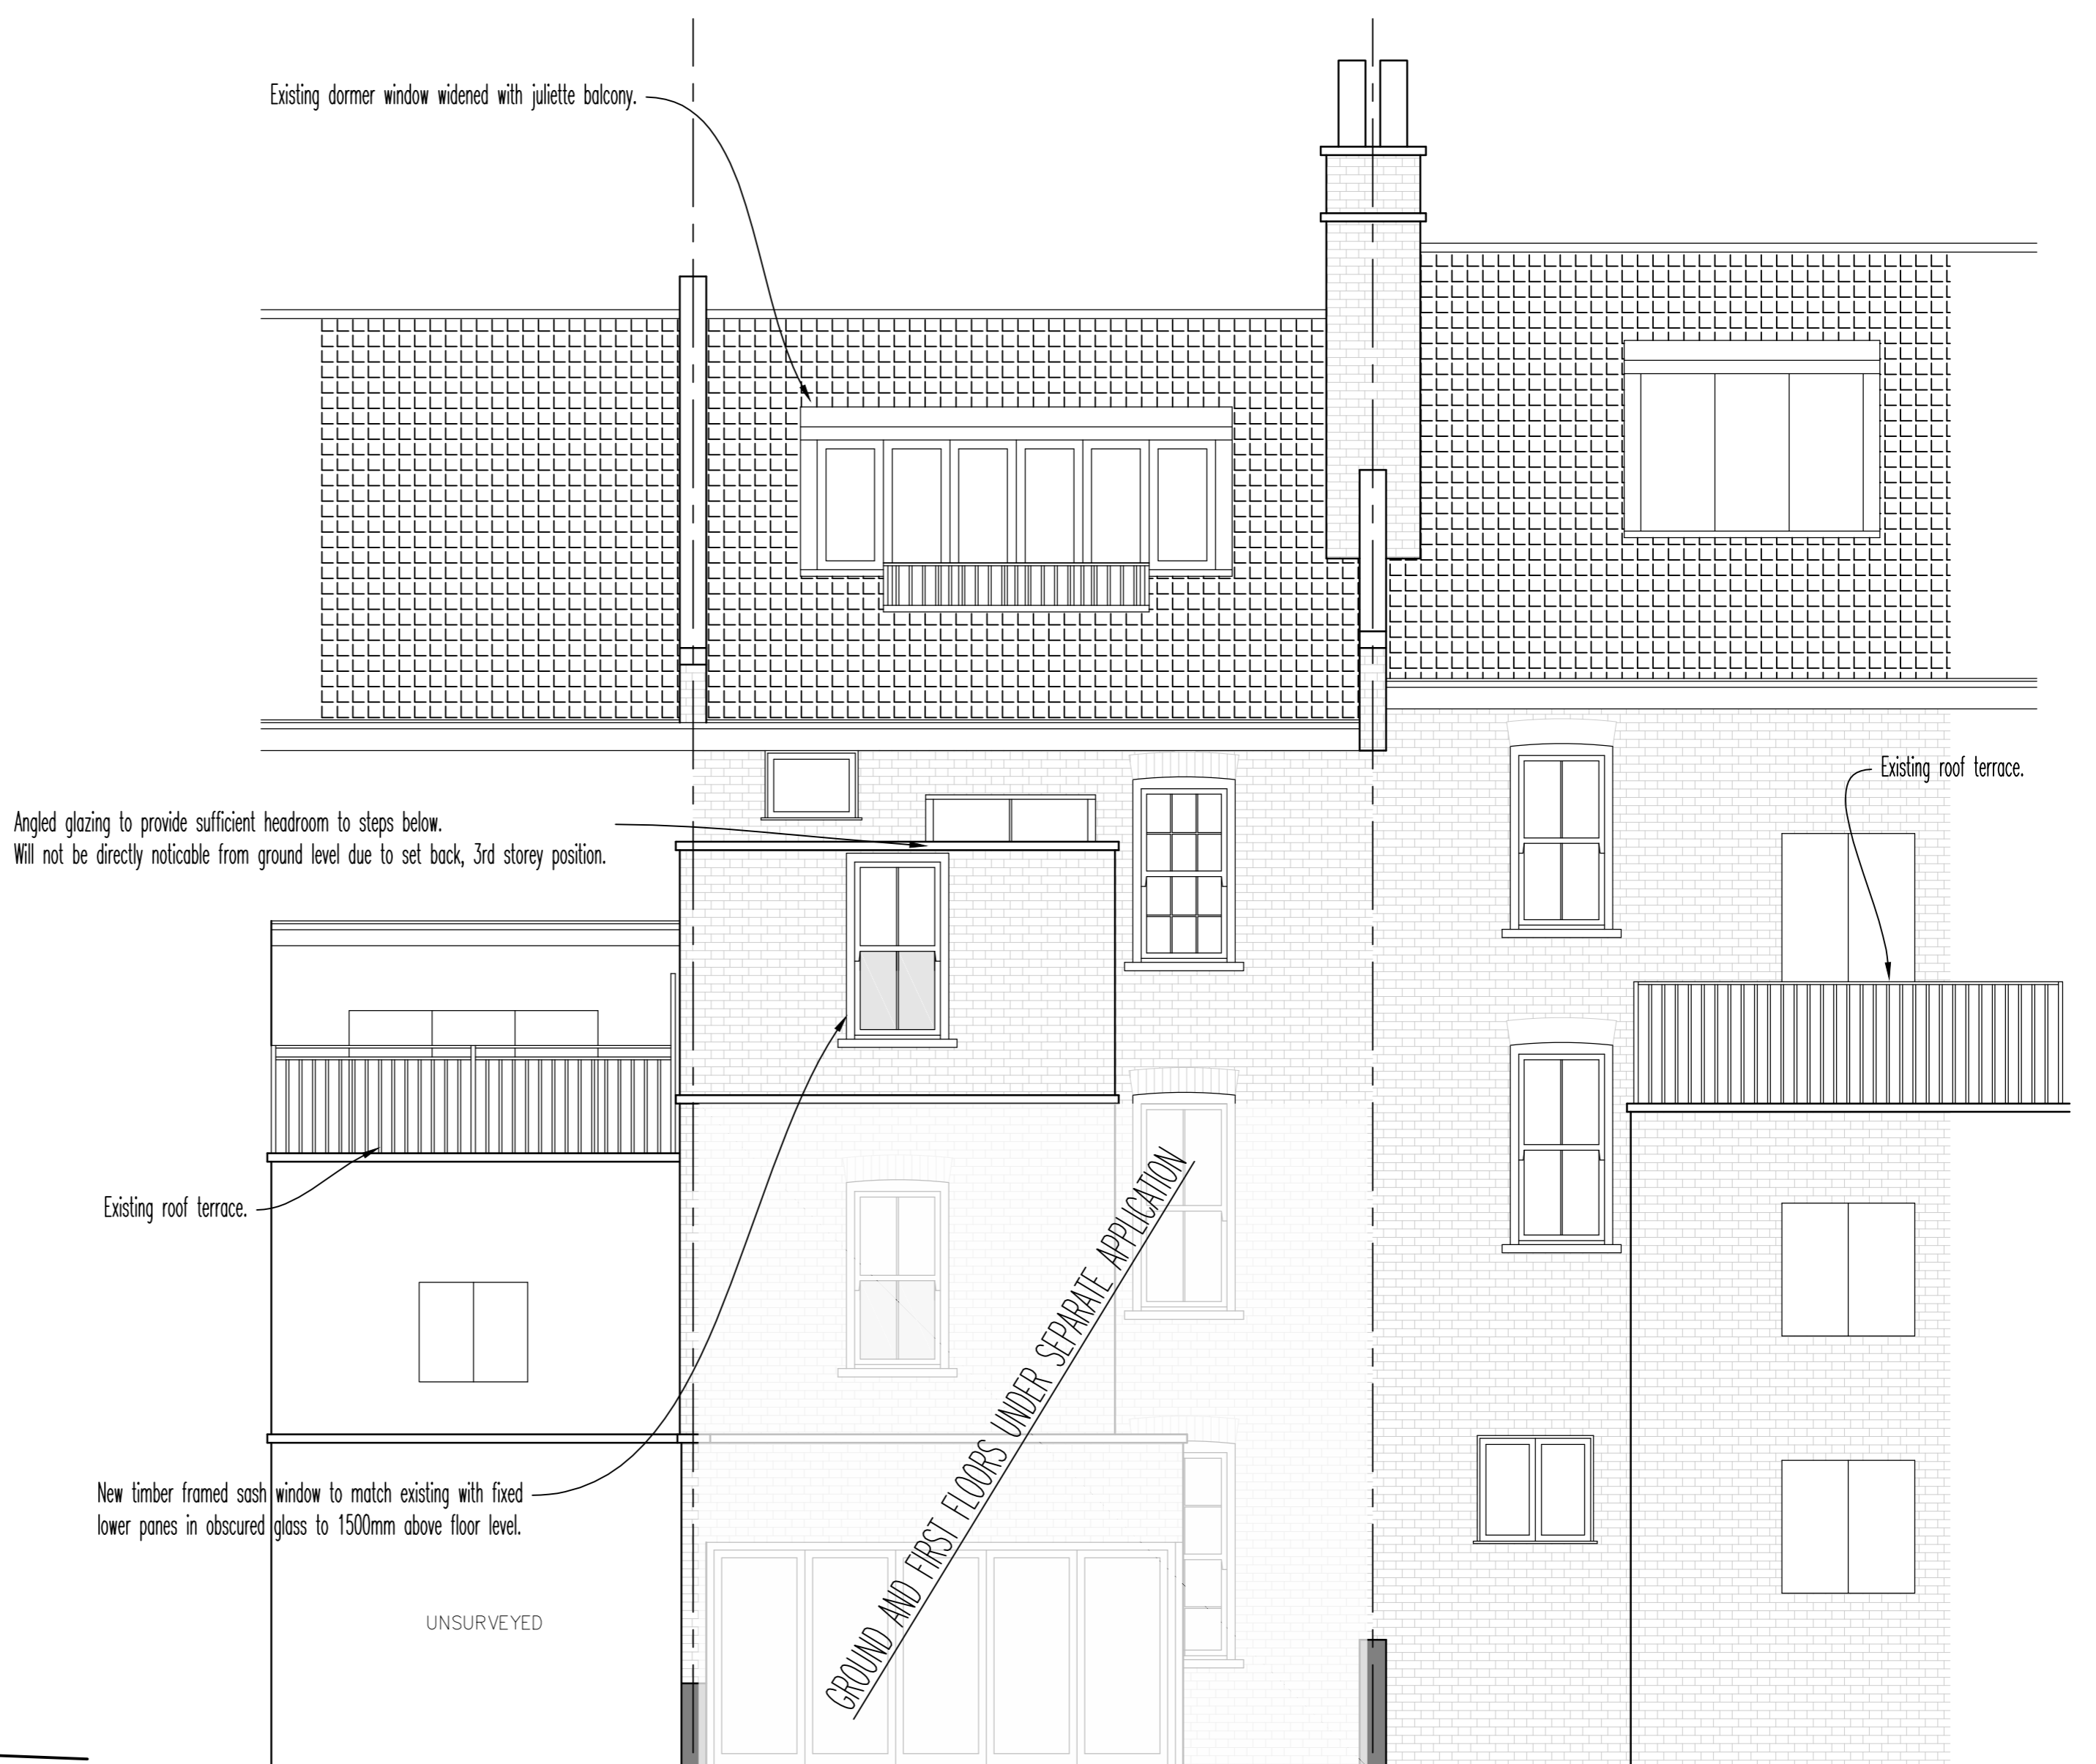 Existing dormer window widened with juliette balcony.
Existing roof terrace.
Angled glazing to provide sufficient headroom to steps below.
Will not be directly noticable from ground level due to set back, 3rd storey position.
Existing roof terrace.
GROUND AND FIRST FLOORS UNDER SEPARATE APPLICATION
New timber framed sash window to match existing with fixed
lower panes in obscured glass to 1500mm above floor level.
UNSURVEYED